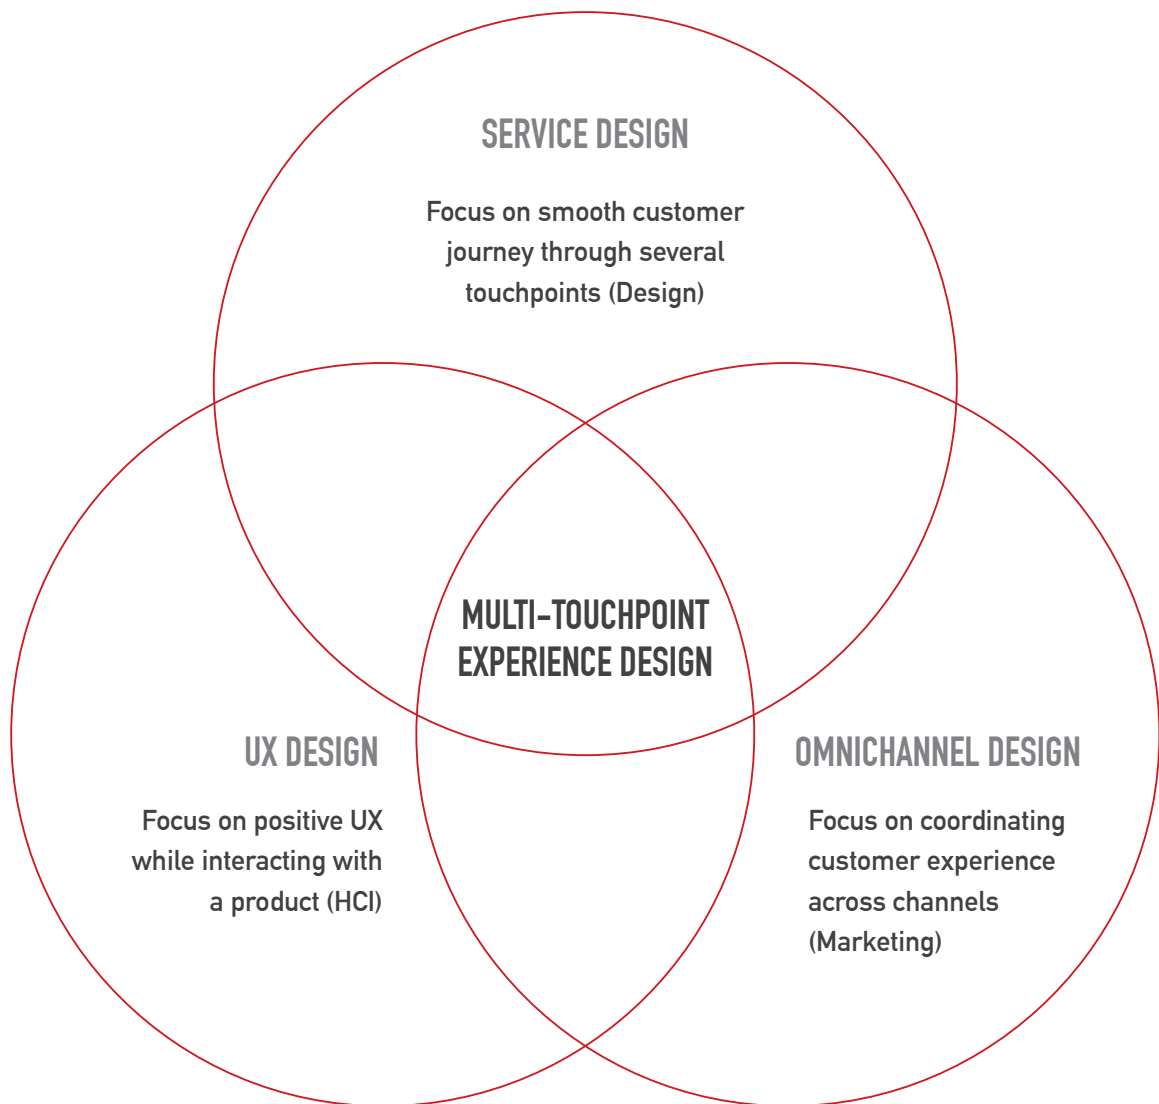 SERVICE DESIGN
Focus on smooth customer
journey through several
touchpoints (Design)
MULTI-TOUCHPOINT
EXPERIENCE DESIGN
UX DESIGN
Focus on positive UX
while interacting with
a product (HCI)
OMNICHANNEL DESIGN
Focus on coordinating
customer experience
across channels
(Marketing)